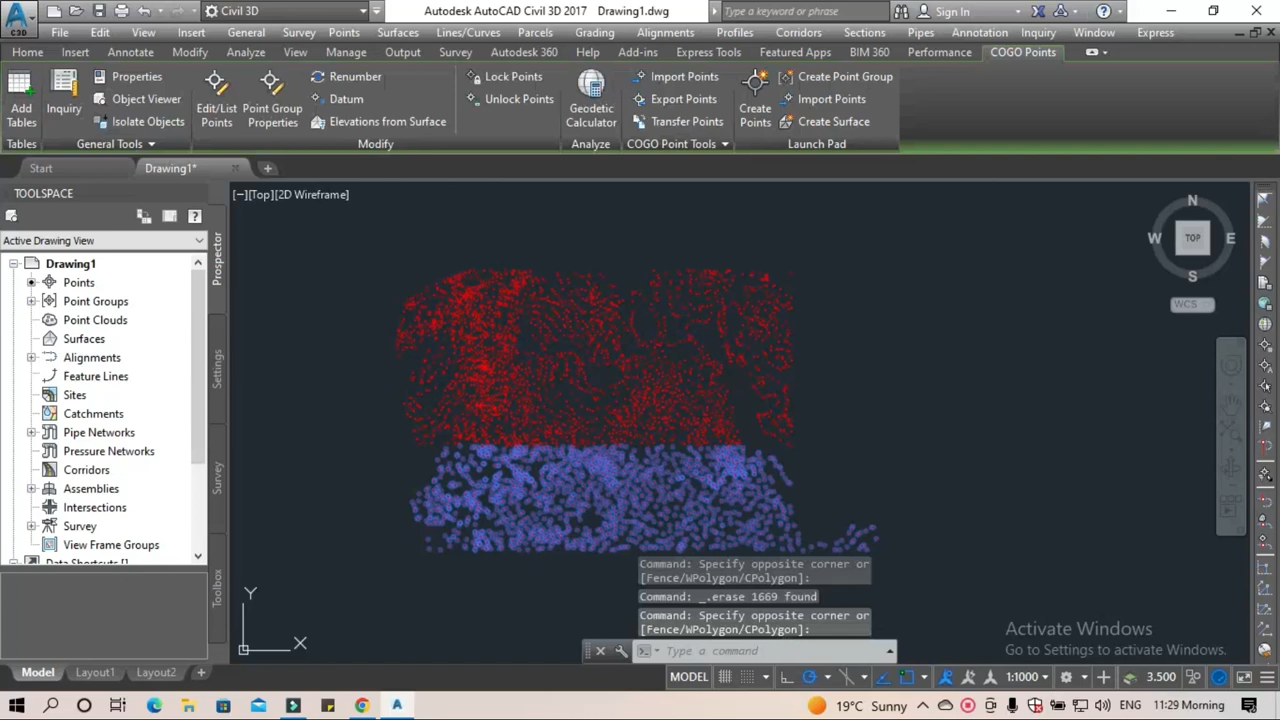 Civil 3D
Autodesk AutoCAD Civil 3D 2017 Drawing1.dwg
Type a keyword or phrase
Sign In
C3D
File Edit View Insert General Survey Points Surfaces Lines/Curves Parcels Grading Alignments Profiles Corridors Sections Pipes Annotation Inquiry Window Express
Home Insert Annotate Modify Analyze View Manage Output Survey Autodesk 360 Help Add-ins Express Tools Featured Apps BIM 360 Performance COGO Points
Add Tables
Inquiry
Properties
Object Viewer
Isolate Objects
Edit/List Points
Point Group Properties
Renumber
Datum
Elevations from Surface
Lock Points
Unlock Points
Geodetic Calculator
Import Points
Export Points
Transfer Points
Create Points
Create Point Group
Import Points
Create Surface
Tables General Tools Modify Analyze COGO Point Tools Launch Pad
Start Drawing1*
TOOLSPACE
[−][Top][2D Wireframe]
Active Drawing View
Drawing1
Points
Point Groups
Point Clouds
Surfaces
Alignments
Feature Lines
Sites
Catchments
Pipe Networks
Pressure Networks
Corridors
Assemblies
Intersections
Survey
View Frame Groups
Data Shortcuts []
Prospector
Settings
Survey
Toolbox
N
W TOP E
S
WCS
Y
X
Command: Specify opposite corner or
[Fence/WPolygon/CPolygon]:
Command: _.erase 1669 found
Command: Specify opposite corner or
[Fence/WPolygon/CPolygon]:
Type a command
Activate Windows
Go to Settings to activate Windows.
Model Layout1 Layout2 +
MODEL 1:1000 3.500
19°C Sunny ENG 11:29 Morning